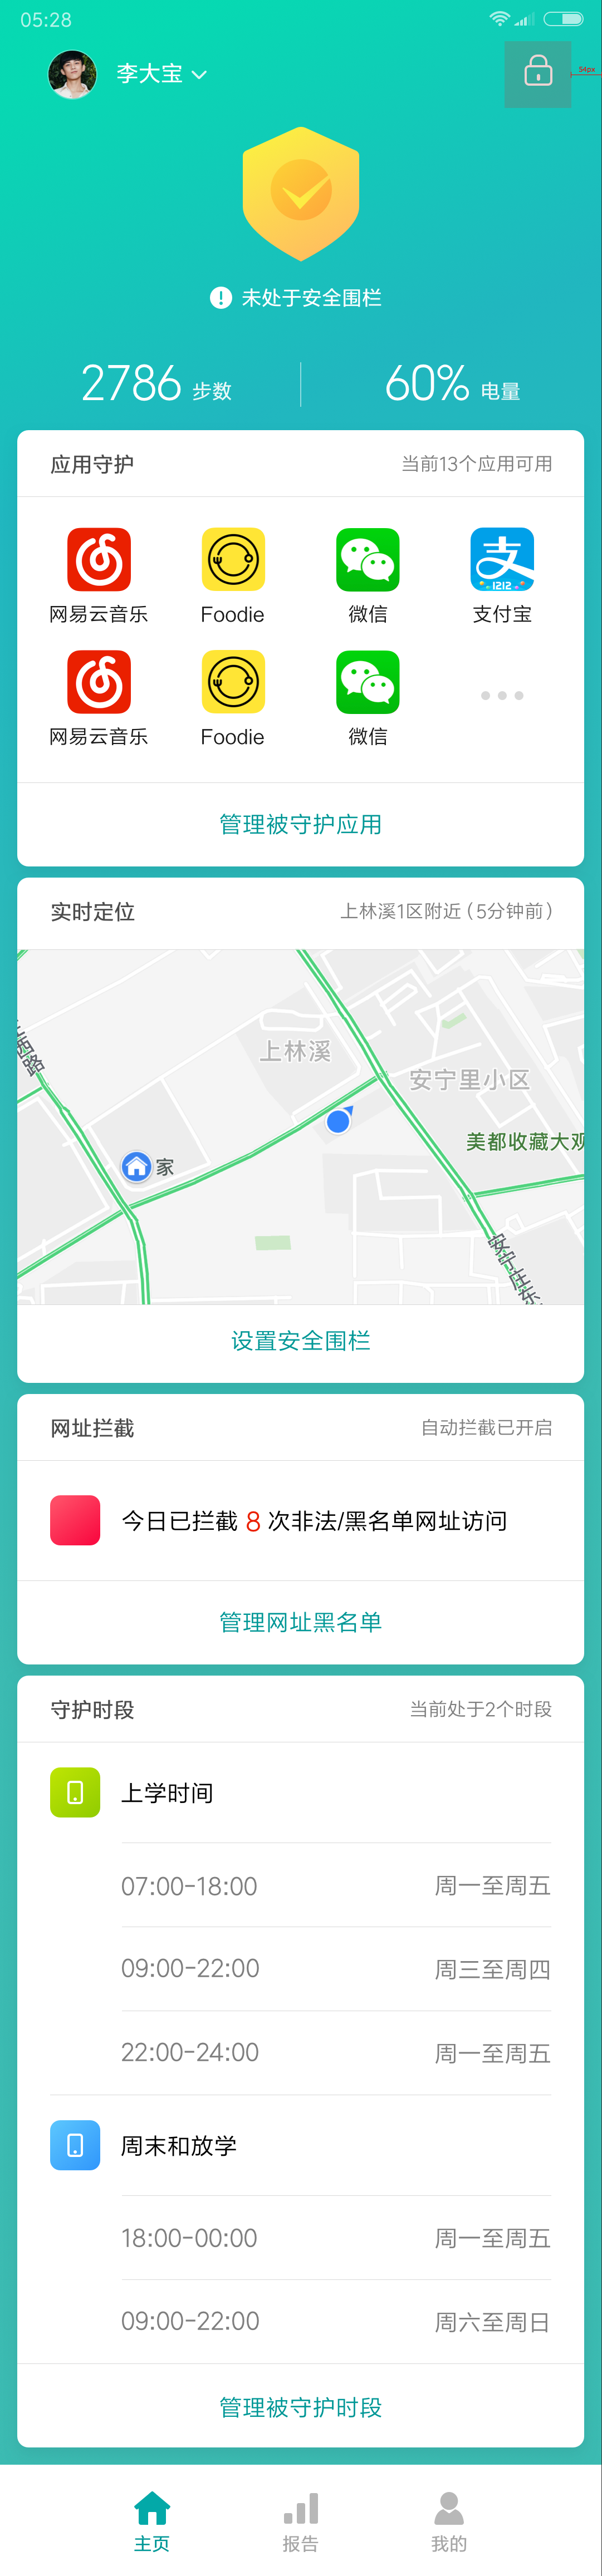 05:28
李大宝
54px
未处于安全围栏
2786 步数
60% 电量
应用守护
当前13个应用可用
网易云音乐
Foodie
微信
支付宝
1212
网易云音乐
Foodie
微信
管理被守护应用
实时定位
上林溪1区附近（5分钟前）
上林溪
安宁里小区
美都收藏大观
西路
家
安宁庄东
设置安全围栏
网址拦截
自动拦截已开启
今日已拦截 8 次非法/黑名单网址访问
管理网址黑名单
守护时段
当前处于2个时段
上学时间
07:00-18:00
周一至周五
09:00-22:00
周三至周四
22:00-24:00
周一至周五
周末和放学
18:00-00:00
周一至周五
09:00-22:00
周六至周日
管理被守护时段
主页
报告
我的